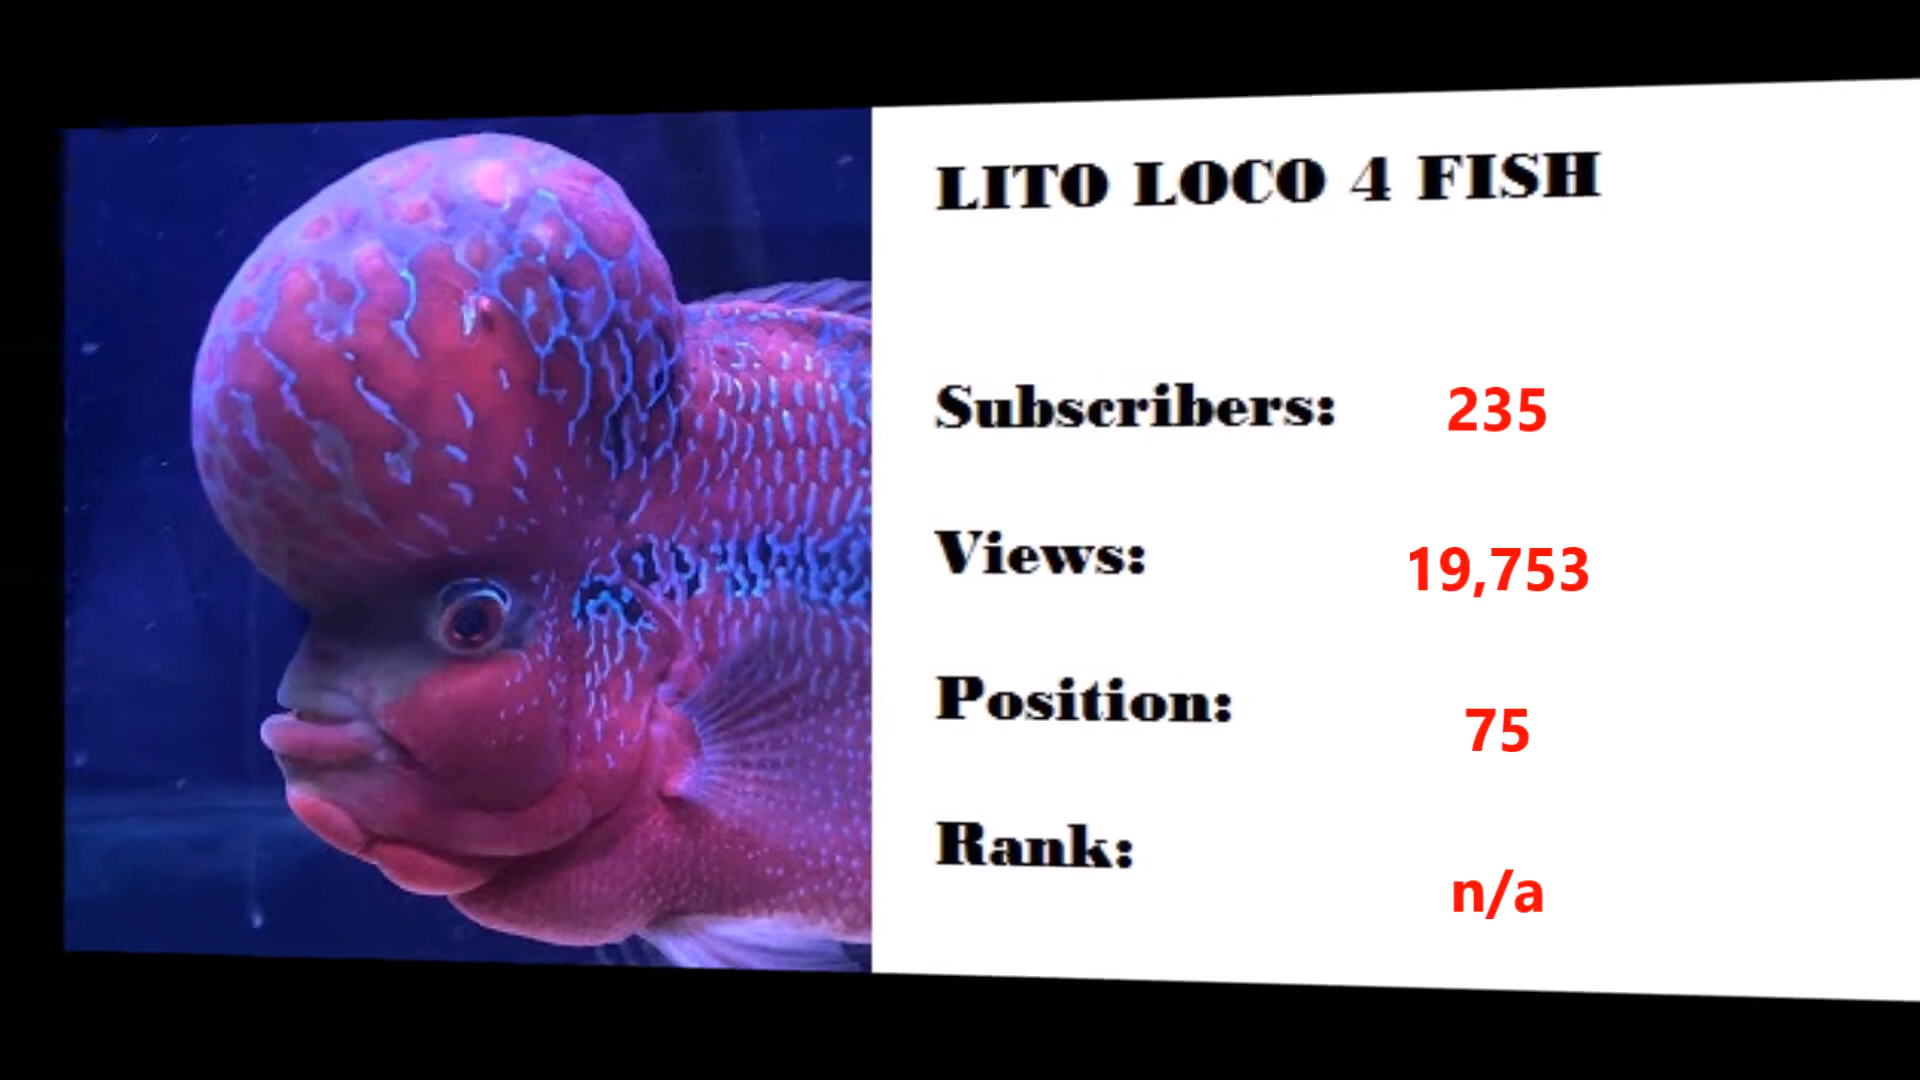 LITO LOCO 4 FISH
Subscribers: 235
Views: 19,753
Position: 75
Rank: n/a